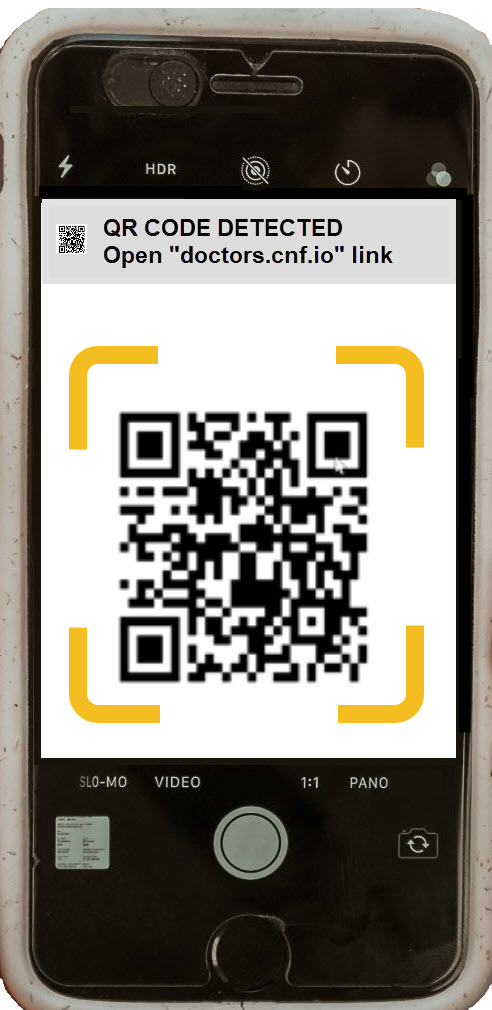 HDR
QR CODE DETECTED
Open "doctors.cnf.io" link
SLO-MO VIDEO 1:1 PANO